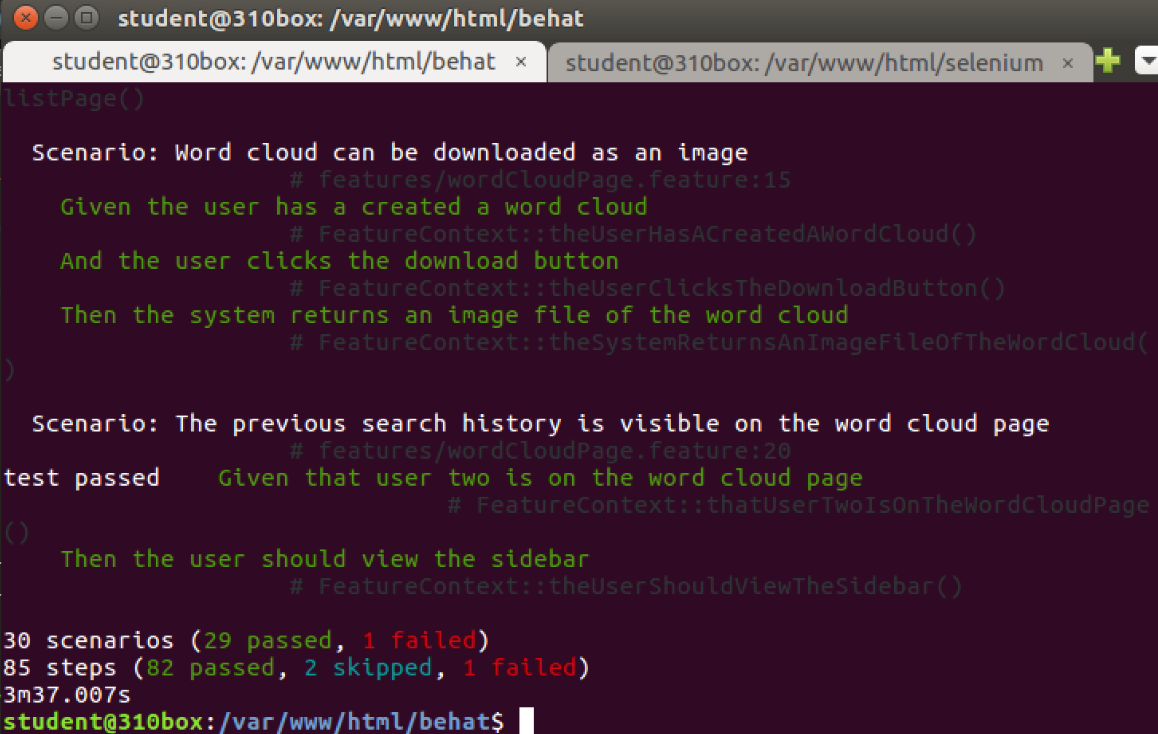 student@310box: /var/www/html/behat
student@310box: /var/www/html/behat × student@310box: /var/www/html/selenium ×
listPage()
Scenario: Word cloud can be downloaded as an image
# features/wordCloudPage.feature:15
Given the user has a created a word cloud
# FeatureContext::theUserHasACreatedAWordCloud()
And the user clicks the download button
# FeatureContext::theUserClicksTheDownloadButton()
Then the system returns an image file of the word cloud
# FeatureContext::theSystemReturnsAnImageFileOfTheWordCloud(
)
Scenario: The previous search history is visible on the word cloud page
# features/wordCloudPage.feature:20
test passed    Given that user two is on the word cloud page
# FeatureContext::thatUserTwoIsOnTheWordCloudPage
()
Then the user should view the sidebar
# FeatureContext::theUserShouldViewTheSidebar()
30 scenarios (29 passed, 1 failed)
85 steps (82 passed, 2 skipped, 1 failed)
3m37.007s
student@310box:/var/www/html/behat$